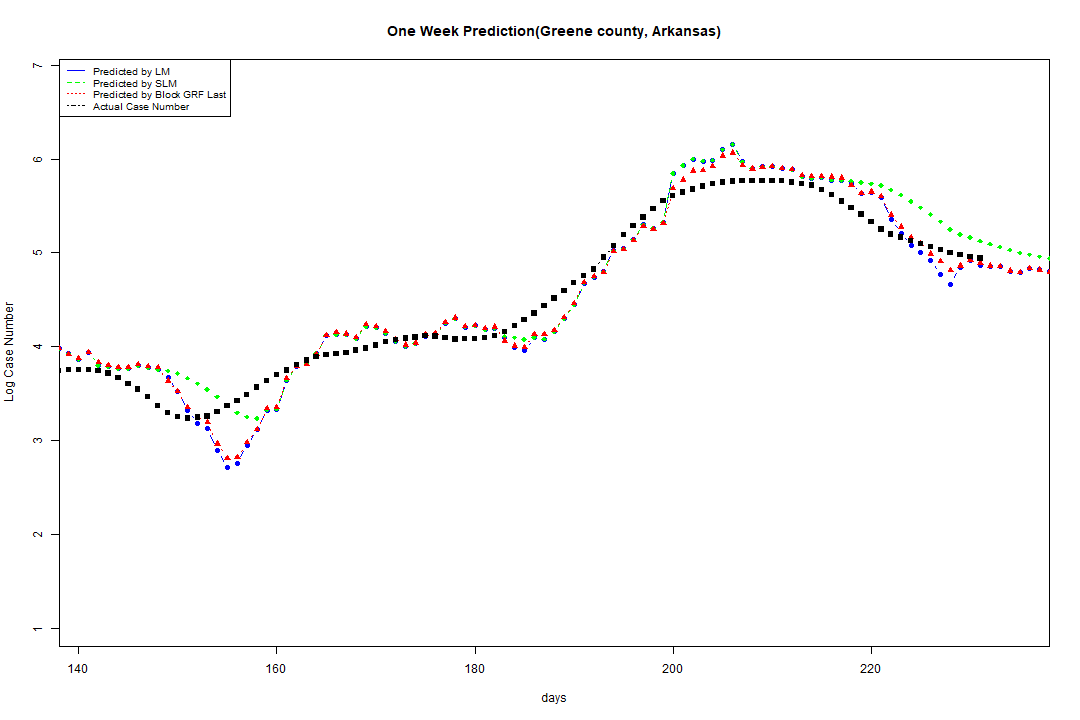 One Week Prediction(Greene county, Arkansas)
Predicted by LM
Predicted by SLM
Predicted by Block GRF Last
Actual Case Number
7
6
5
4
3
2
1
Log Case Number
140 160 180 200 220
days